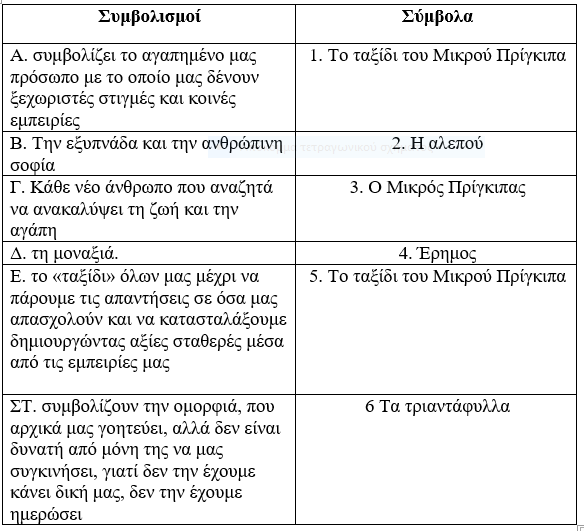 Συμβολισμοί Σύμβολα
Α. συμβολίζει το αγαπημένο μας 1. Το ταξίδι του Μικρού Πρίγκιπα
πρόσωπο με το οποίο μας δένουν
ξεχωριστές στιγμές και κοινές
εμπειρίες
Β. Την εξυπνάδα και την ανθρώπινη 2. Η αλεπού
σοφία
Γ. Κάθε νέο άνθρωπο που αναζητά 3. Ο Μικρός Πρίγκιπας
να ανακαλύψει τη ζωή και την
αγάπη
Δ. τη μοναξιά. 4. Έρημος
Ε. το «ταξίδι» όλων μας μέχρι να 5. Το ταξίδι του Μικρού Πρίγκιπα
πάρουμε τις απαντήσεις σε όσα μας
απασχολούν και να κατασταλάξουμε
δημιουργώντας αξίες σταθερές μέσα
από τις εμπειρίες μας
ΣΤ. συμβολίζουν την ομορφιά, που 6 Τα τριαντάφυλλα
αρχικά μας γοητεύει, αλλά δεν είναι
δυνατή από μόνη της να μας
συγκινήσει, γιατί δεν την έχουμε
κάνει δική μας, δεν την έχουμε
ημερώσει